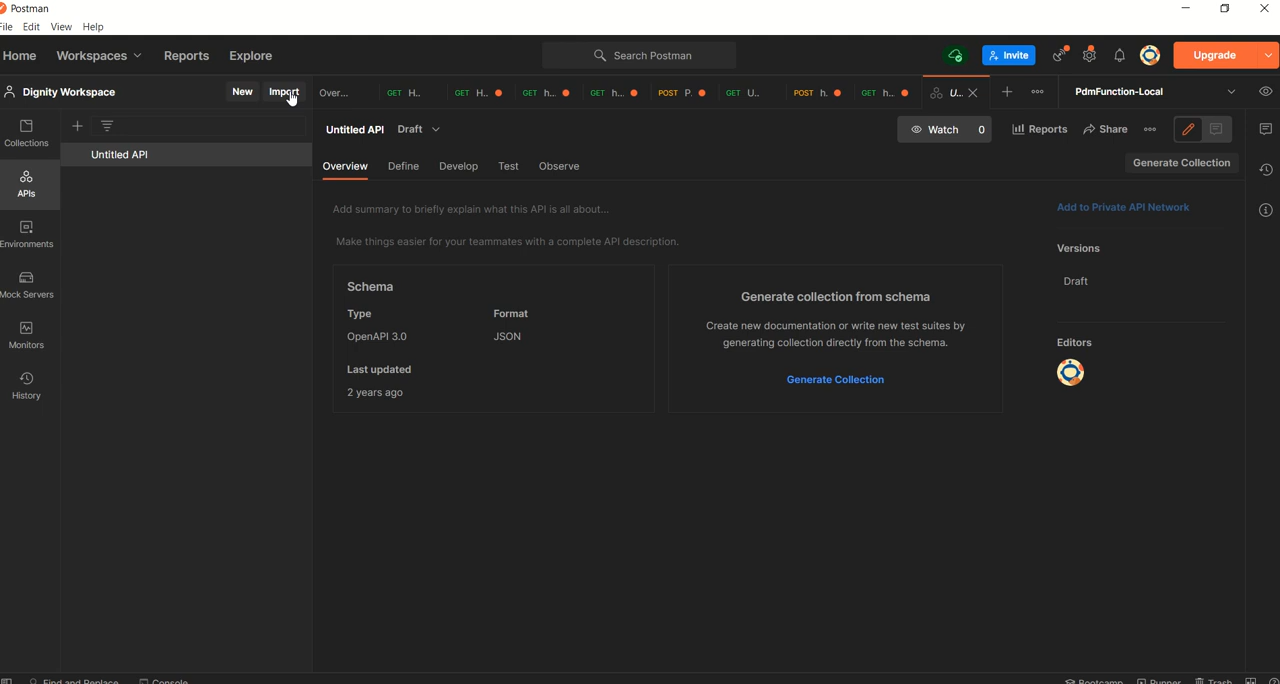 Postman
File Edit View Help
Home Workspaces Reports Explore Search Postman Invite Upgrade
Dignity Workspace New Import Over... GET H.. GET H.. GET h... GET h... POST P. GET U.. POST h. GET h... U... PdmFunction-Local
Collections
APIs
Environments
Mock Servers
Monitors
History
Untitled API
Untitled API Draft Watch 0 Reports Share
Overview Define Develop Test Observe Generate Collection
Add summary to briefly explain what this API is all about...
Make things easier for your teammates with a complete API description.
Schema
Type Format
OpenAPI 3.0 JSON
Last updated
2 years ago
Generate collection from schema
Create new documentation or write new test suites by
generating collection directly from the schema.
Generate Collection
Add to Private API Network
Versions
Draft
Editors
Find and Replace Console Bootcamp Runner Trash